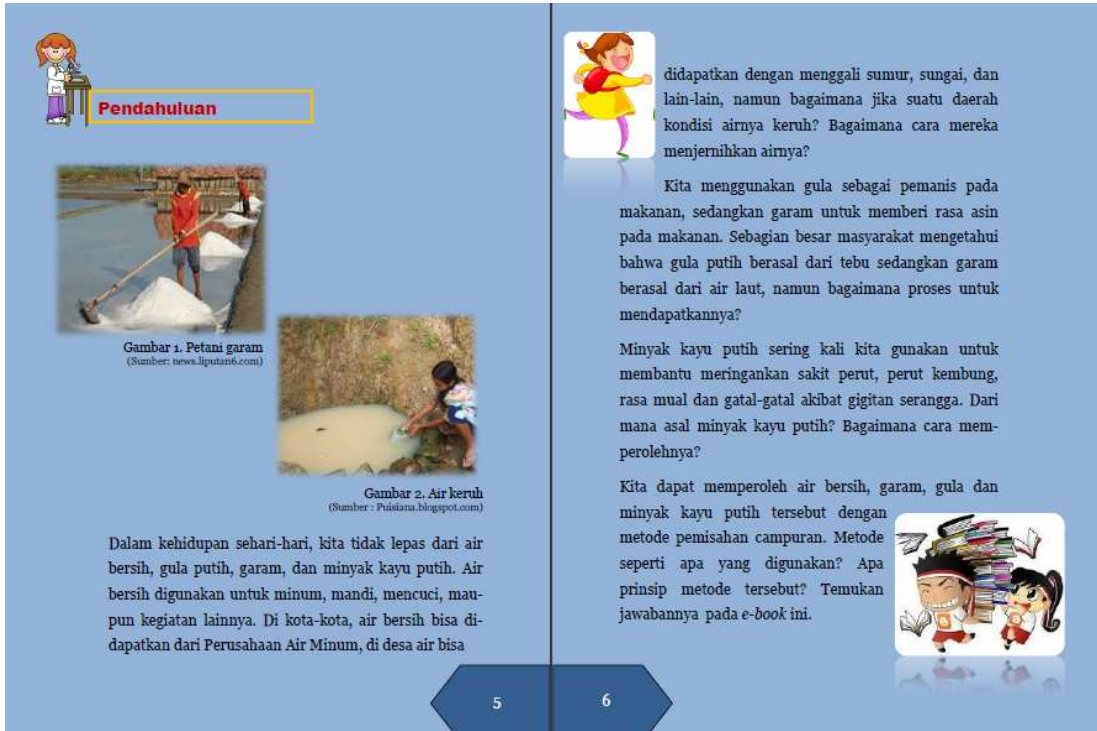 Pendahuluan
Gambar 1. Petani garam
(Sumber: news.liputan6.com)
Gambar 2. Air keruh
(Sumber : Puisiana.blogspot.com)
Dalam kehidupan sehari-hari, kita tidak lepas dari air
bersih, gula putih, garam, dan minyak kayu putih. Air
bersih digunakan untuk minum, mandi, mencuci, mau-
pun kegiatan lainnya. Di kota-kota, air bersih bisa di-
dapatkan dari Perusahaan Air Minum, di desa air bisa
5
didapatkan dengan menggali sumur, sungai, dan
lain-lain, namun bagaimana jika suatu daerah
kondisi airnya keruh? Bagaimana cara mereka
menjernihkan airnya?
Kita menggunakan gula sebagai pemanis pada
makanan, sedangkan garam untuk memberi rasa asin
pada makanan. Sebagian besar masyarakat mengetahui
bahwa gula putih berasal dari tebu sedangkan garam
berasal dari air laut, namun bagaimana proses untuk
mendapatkannya?
Minyak kayu putih sering kali kita gunakan untuk
membantu meringankan sakit perut, perut kembung,
rasa mual dan gatal-gatal akibat gigitan serangga. Dari
mana asal minyak kayu putih? Bagaimana cara mem-
perolehnya?
Kita dapat memperoleh air bersih, garam, gula dan
minyak kayu putih tersebut dengan
metode pemisahan campuran. Metode
seperti apa yang digunakan? Apa
prinsip metode tersebut? Temukan
jawabannya pada e-book ini.
6